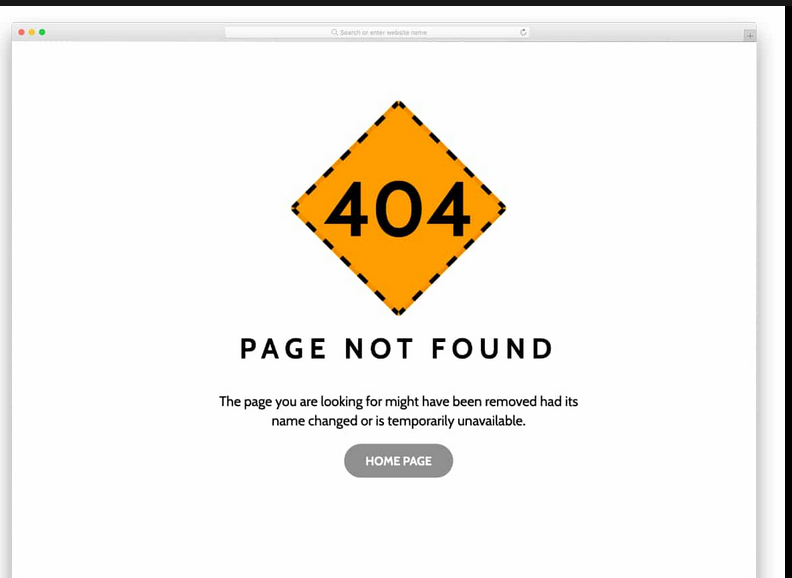 Search or enter website name
404
PAGE NOT FOUND
The page you are looking for might have been removed had its
name changed or is temporarily unavailable.
HOME PAGE